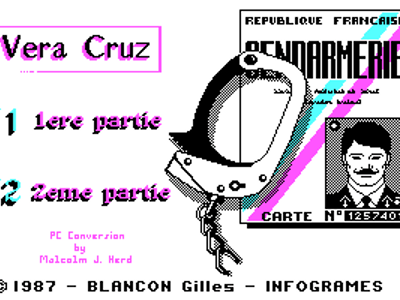 REPUBLIQUE FRANCAISE
GENDARMERIE
Vera Cruz
1 1ere partie
2 2eme partie
CARTE N° 1257401
PC Conversion
by
Malcolm J. Herd
©1987 - BLANCON Gilles - INFOGRAMES